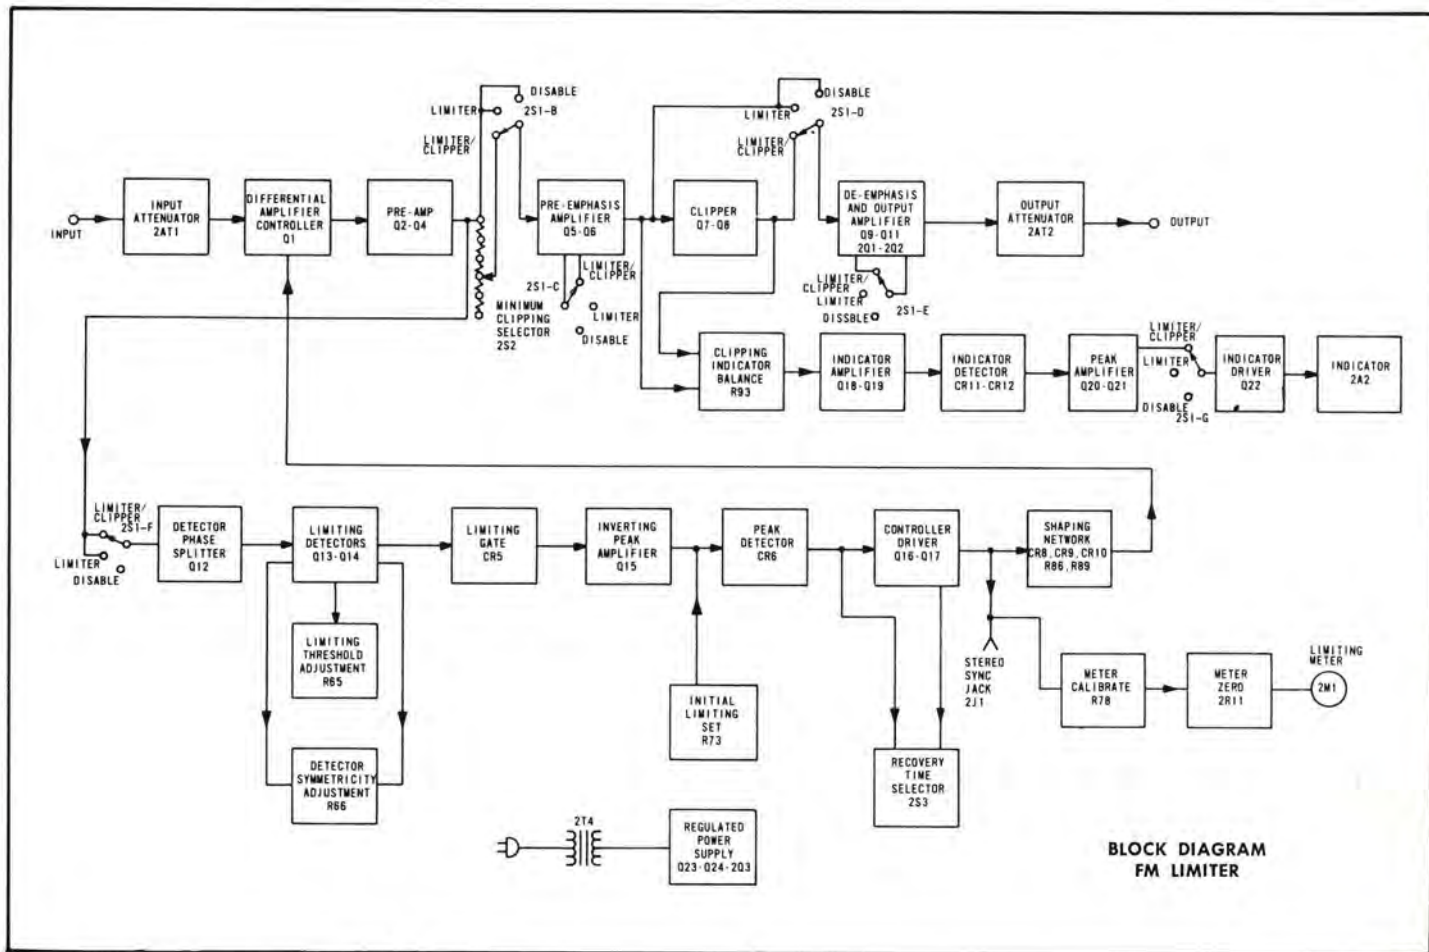 DISABLE
LIMITER
2S1-B
LIMITER/
CLIPPER
DISABLE
LIMITER
2S1-D
LIMITER/
CLIPPER
INPUT
INPUT
ATTENUATOR
2AT1
DIFFERENTIAL
AMPLIFIER
CONTROLLER
Q1
PRE-AMP
Q2-Q4
PRE-EMPHASIS
AMPLIFIER
Q5-Q6
CLIPPER
Q7-Q8
DE-EMPHASIS
AND OUTPUT
AMPLIFIER
Q9-Q11
2Q1-2Q2
OUTPUT
ATTENUATOR
2AT2
OUTPUT
LIMITER/
CLIPPER
2S1-C
LIMITER
DISABLE
MINIMUM
CLIPPING
SELECTOR
2S2
LIMITER/
CLIPPER
LIMITER
DISSBLE
2S1-E
CLIPPING
INDICATOR
BALANCE
R93
INDICATOR
AMPLIFIER
Q18-Q19
INDICATOR
DETECTOR
CR11-CR12
PEAK
AMPLIFIER
Q20-Q21
LIMITER/
CLIPPER
LIMITER
DISABLE
2S1-G
INDICATOR
DRIVER
Q22
INDICATOR
2A2
LIMITER/
CLIPPER
2S1-F
LIMITER
DISABLE
DETECTOR
PHASE
SPLITTER
Q12
LIMITING
DETECTORS
Q13-Q14
LIMITING
GATE
CR5
INVERTING
PEAK
AMPLIFIER
Q15
PEAK
DETECTOR
CR6
CONTROLLER
DRIVER
Q16-Q17
SHAPING
NETWORK
CR8,CR9,CR10
R86,R89
LIMITING
THRESHOLD
ADJUSTMENT
R65
INITIAL
LIMITING
SET
R73
STEREO
SYNC
JACK
2J1
METER
CALIBRATE
R78
METER
ZERO
2R11
LIMITING
METER
2M1
DETECTOR
SYMMETRICITY
ADJUSTMENT
R66
RECOVERY
TIME
SELECTOR
2S3
2T4
REGULATED
POWER
SUPPLY
Q23-Q24-2Q3
BLOCK DIAGRAM
FM LIMITER